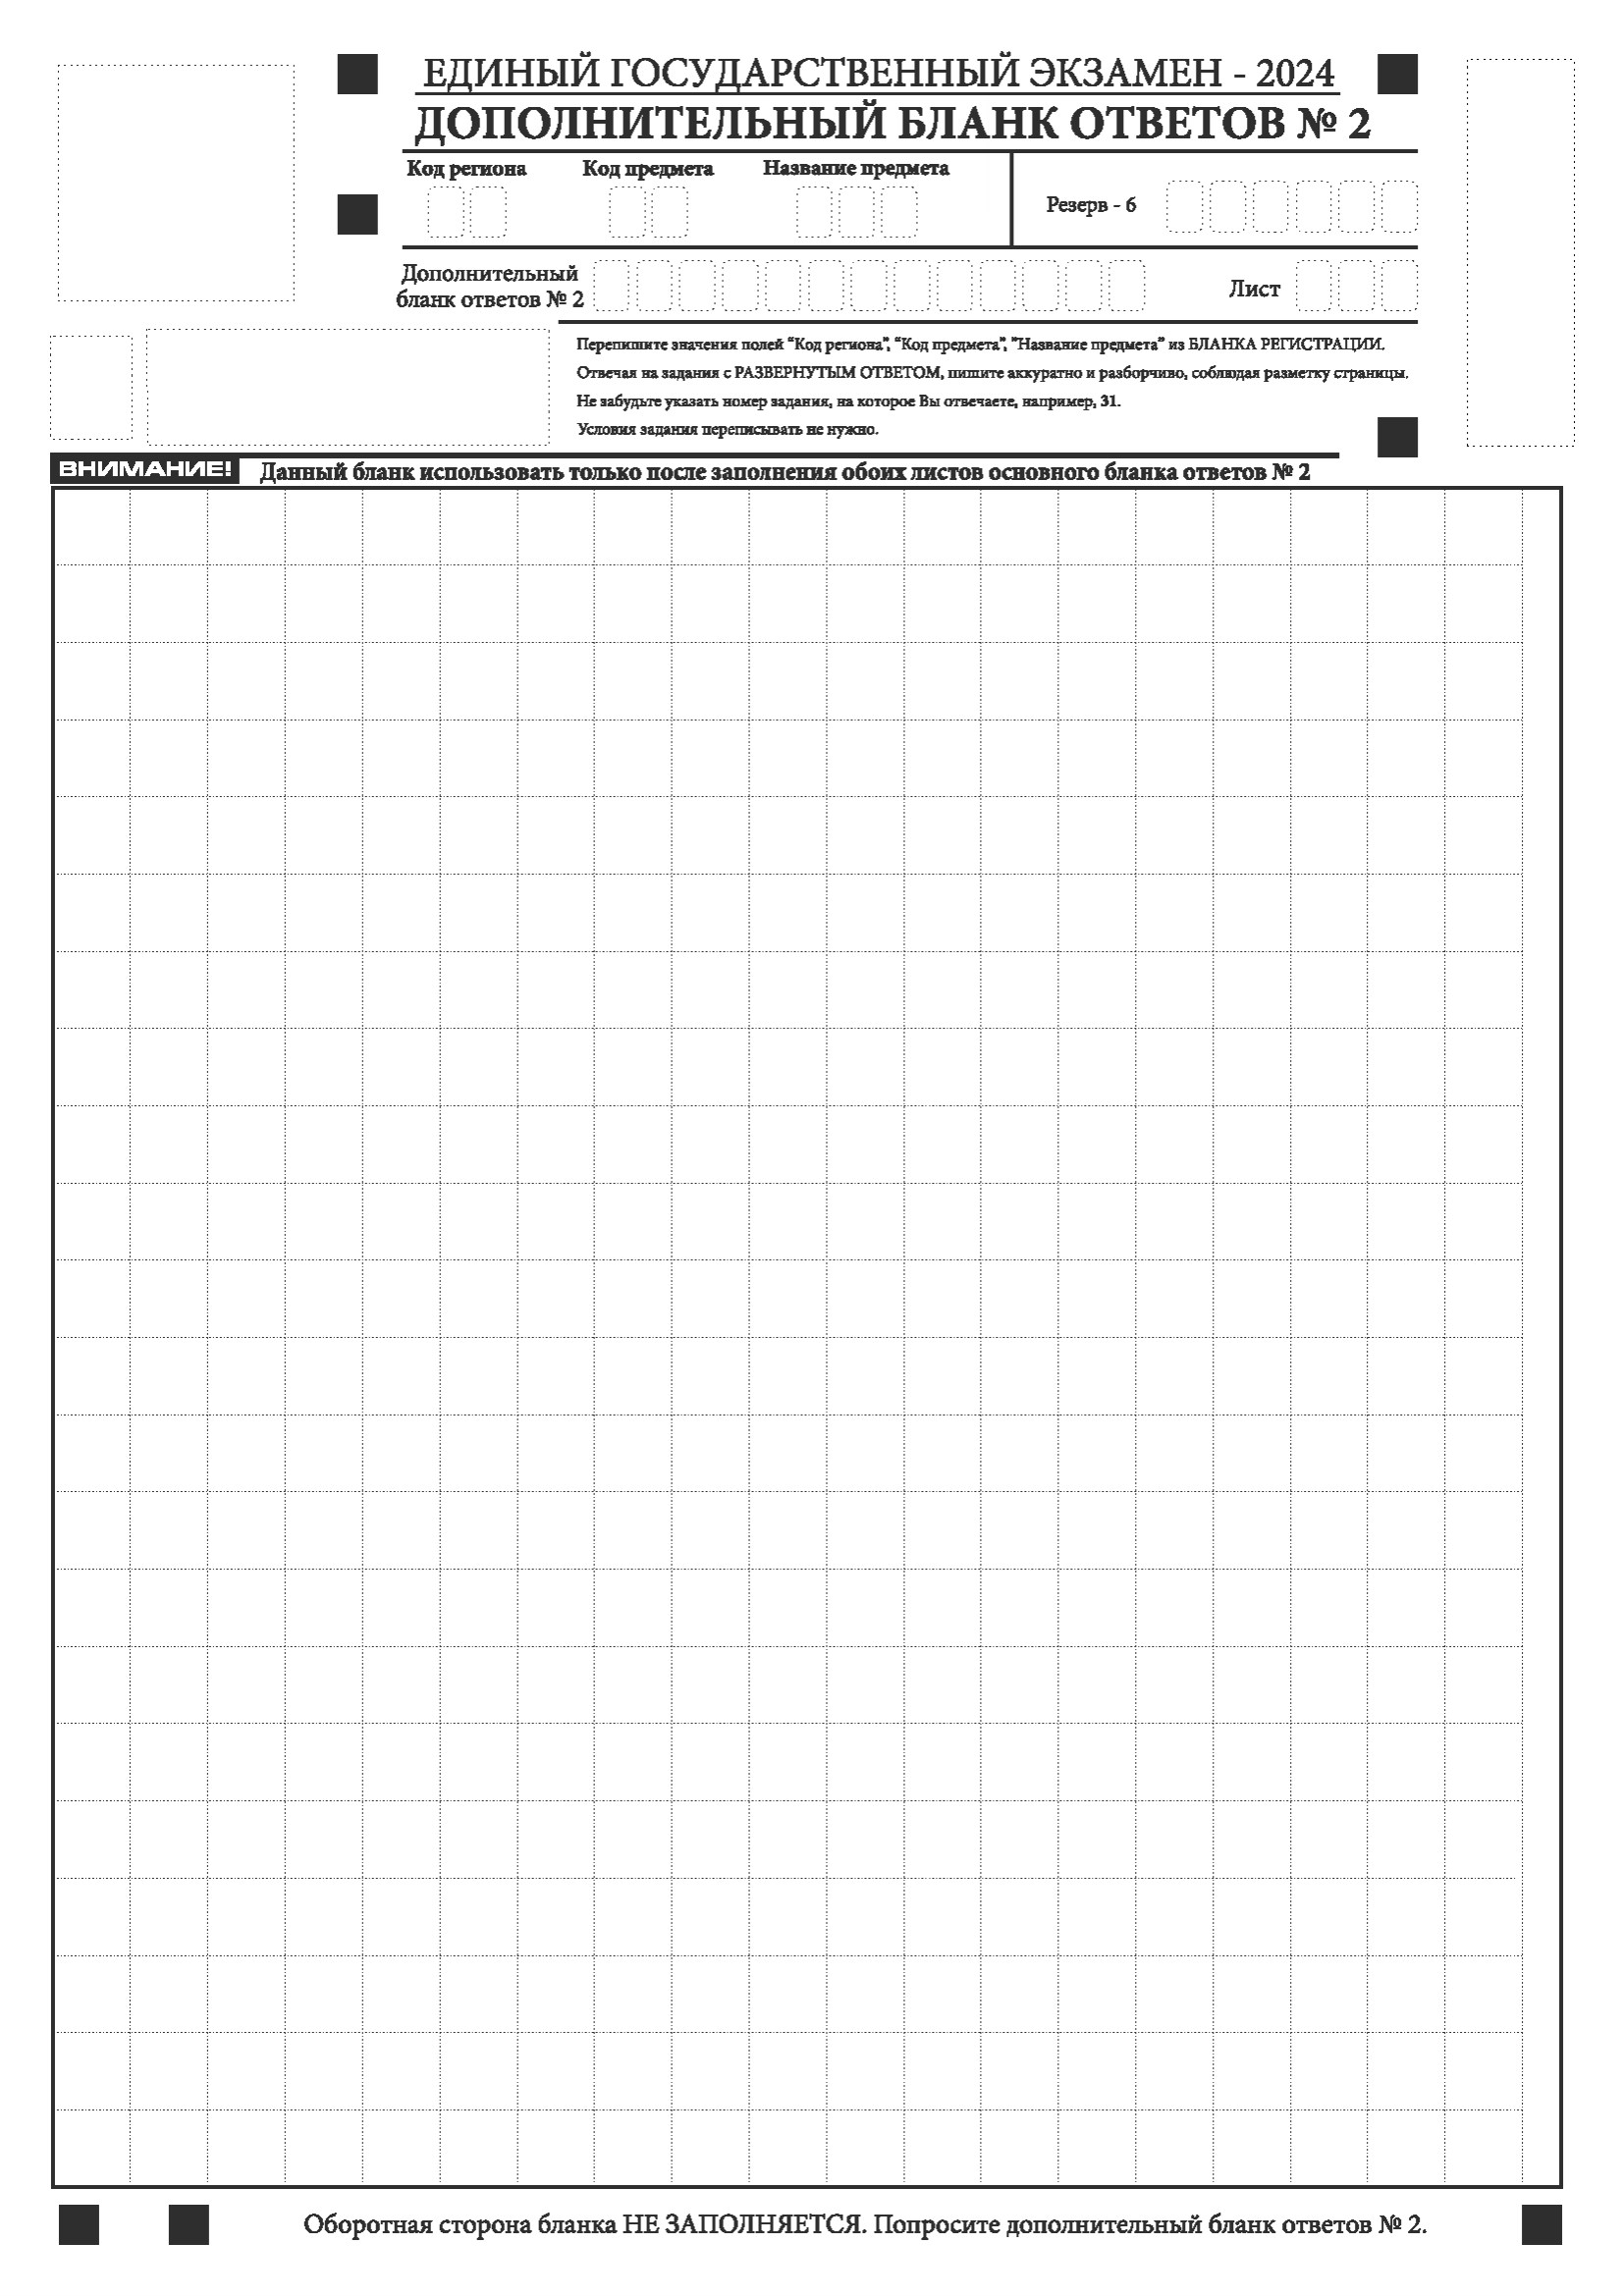 ЕДИНЫЙ ГОСУДАРСТВЕННЫЙ ЭКЗАМЕН - 2024
ДОПОЛНИТЕЛЬНЫЙ БЛАНК ОТВЕТОВ № 2
Код региона Код предмета Название предмета
Резерв - 6
Дополнительный
бланк ответов № 2
Лист
Перепишите значения полей “Код региона”, “Код предмета”, ”Название предмета” из БЛАНКА РЕГИСТРАЦИИ.
Отвечая на задания с РАЗВЕРНУТЫМ ОТВЕТОМ, пишите аккуратно и разборчиво, соблюдая разметку страницы.
Не забудьте указать номер задания, на которое Вы отвечаете, например, 31.
Условия задания переписывать не нужно.
ВНИМАНИЕ! Данный бланк использовать только после заполнения обоих листов основного бланка ответов № 2
Оборотная сторона бланка НЕ ЗАПОЛНЯЕТСЯ. Попросите дополнительный бланк ответов № 2.